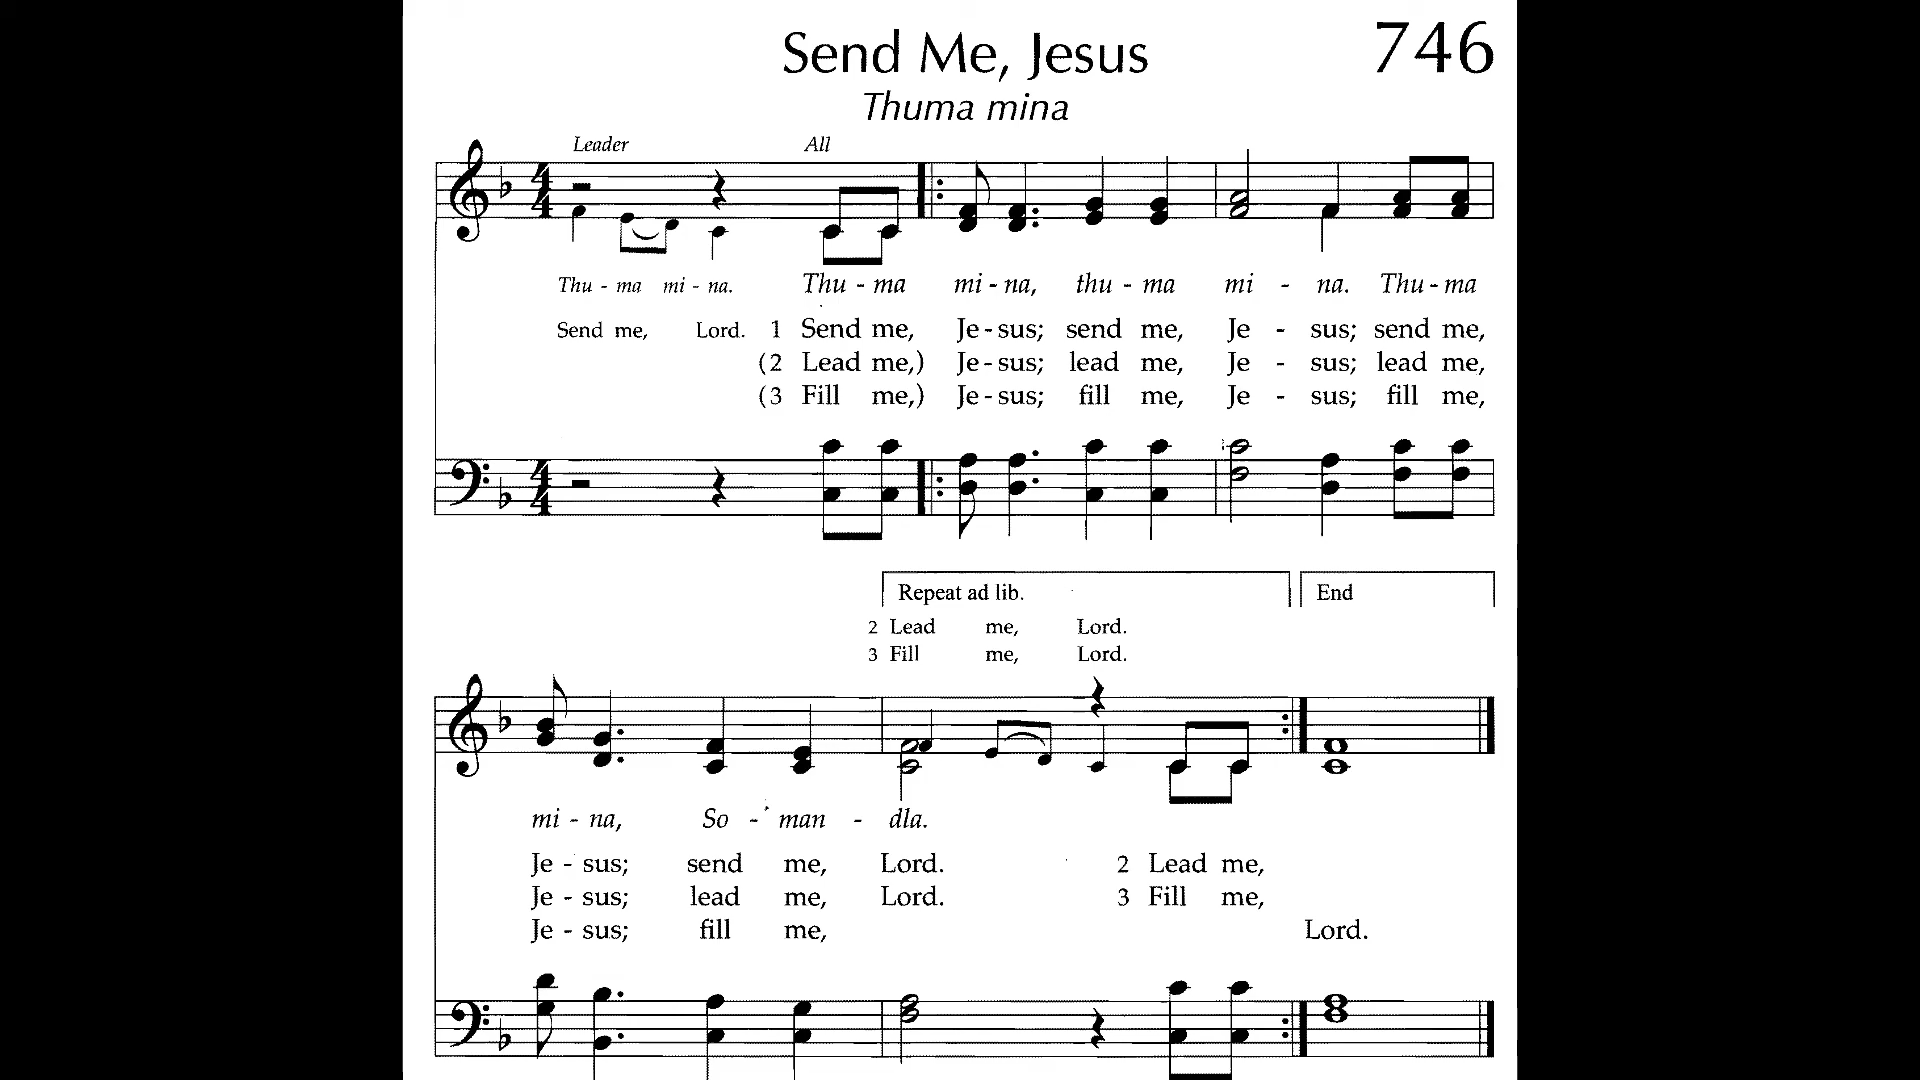 Send Me, Jesus
746
Thuma mina
Leader All
Thu - ma mi - na. Thu - ma mi - na, thu - ma mi - na. Thu - ma
Send me, Lord. 1 Send me, Je - sus; send me, Je - sus; send me,
(2 Lead me,) Je - sus; lead me, Je - sus; lead me,
(3 Fill me,) Je - sus; fill me, Je - sus; fill me,
Repeat ad lib. End
2 Lead me, Lord.
3 Fill me, Lord.
mi - na, So - man - dla.
Je - sus; send me, Lord. 2 Lead me,
Je - sus; lead me, Lord. 3 Fill me,
Je - sus; fill me, Lord.